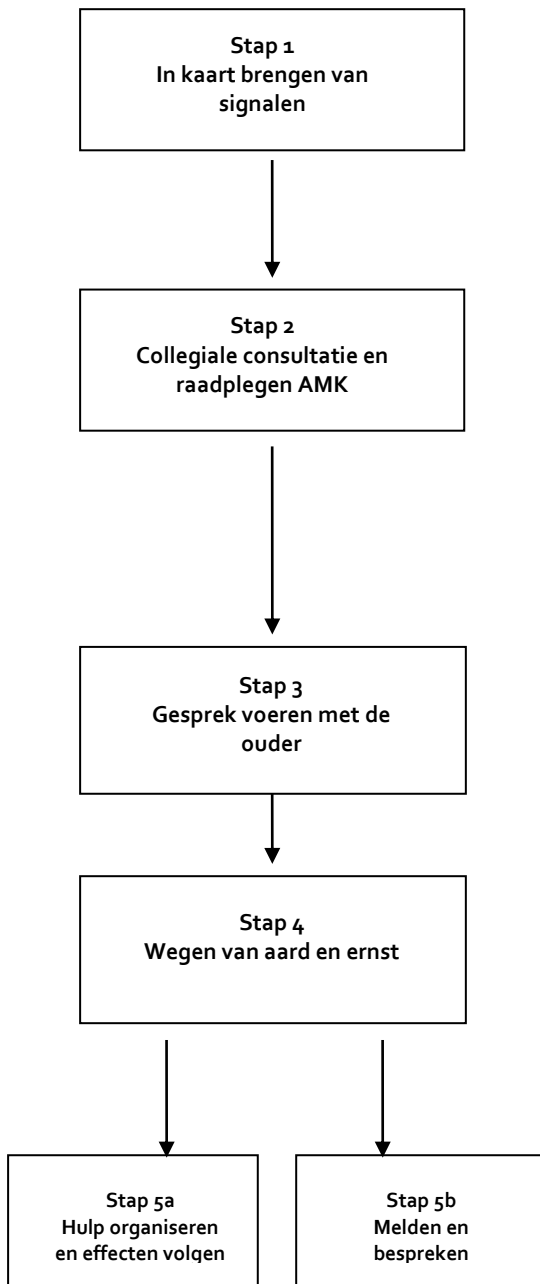 Stap 1
In kaart brengen van
signalen
Stap 2
Collegiale consultatie en
raadplegen AMK
Stap 3
Gesprek voeren met de
ouder
Stap 4
Wegen van aard en ernst
Stap 5a
Hulp organiseren
en effecten volgen
Stap 5b
Melden en
bespreken